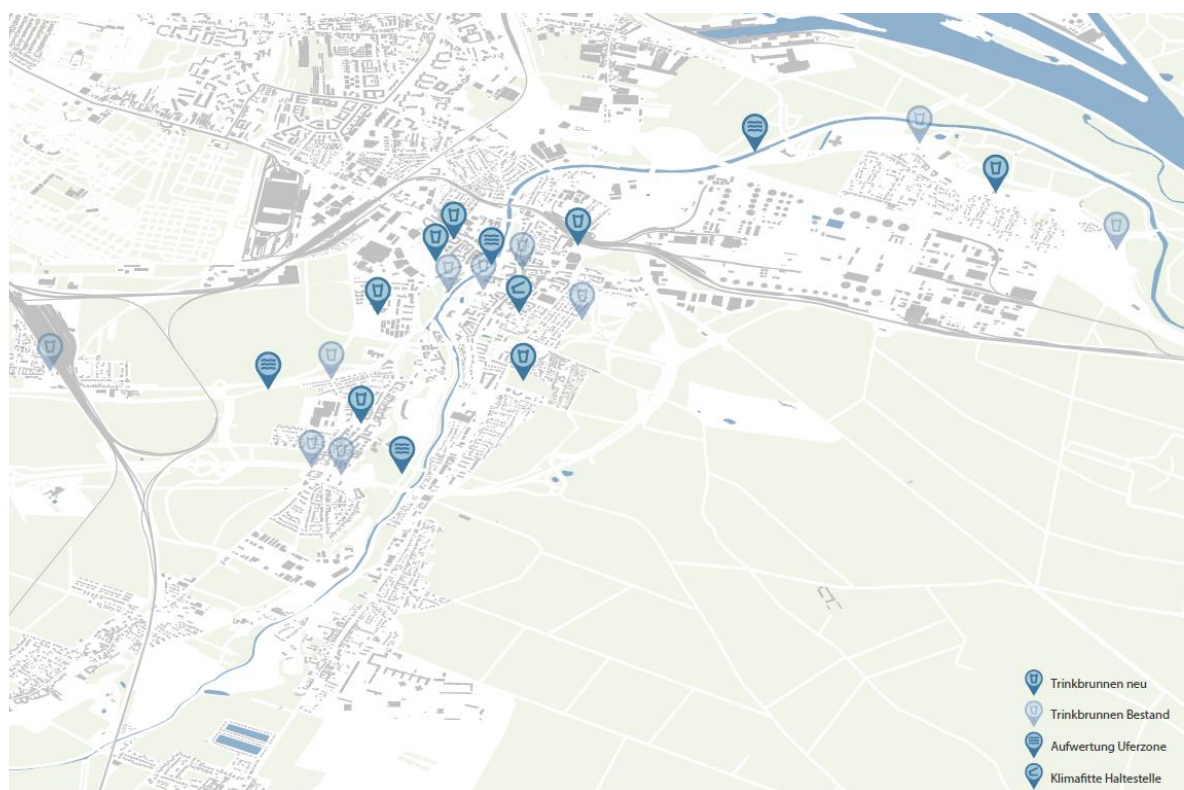 Trinkbrunnen neu
Trinkbrunnen Bestand
Aufwertung Uferzone
Klimafitte Haltestelle